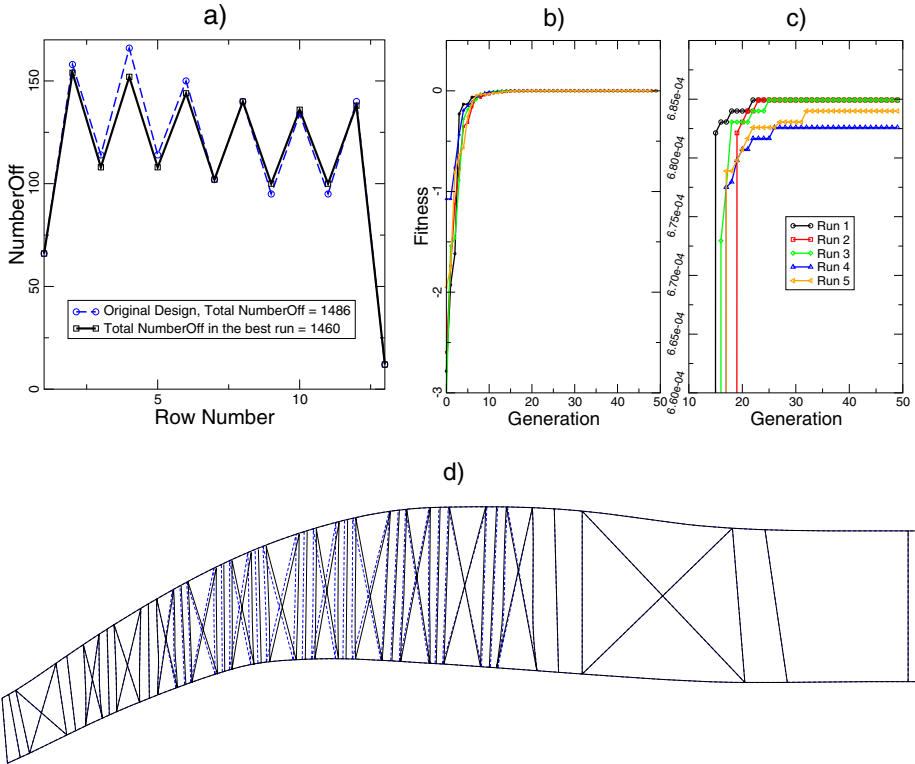 a)
b)
c)
NumberOff
150
100
50
0
5
10
Row Number
Original Design, Total NumberOff = 1486
Total NumberOff in the best run = 1460
Fitness
0
-1
-2
-3
0
10
20
30
40
50
Generation
6.85e-04
6.80e-04
6.75e-04
6.70e-04
6.65e-04
6.60e-04
10
20
30
40
50
Generation
Run 1
Run 2
Run 3
Run 4
Run 5
d)